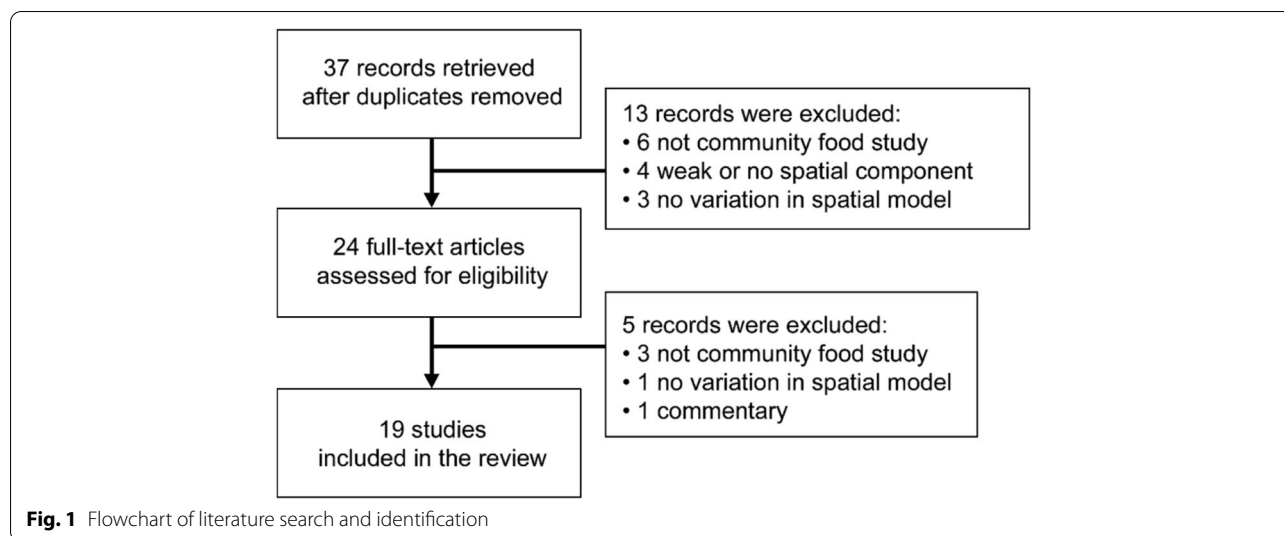 37 records retrieved
after duplicates removed
13 records were excluded:
• 6 not community food study
• 4 weak or no spatial component
• 3 no variation in spatial model
24 full-text articles
assessed for eligibility
5 records were excluded:
• 3 not community food study
• 1 no variation in spatial model
• 1 commentary
19 studies
included in the review
Fig. 1 Flowchart of literature search and identification